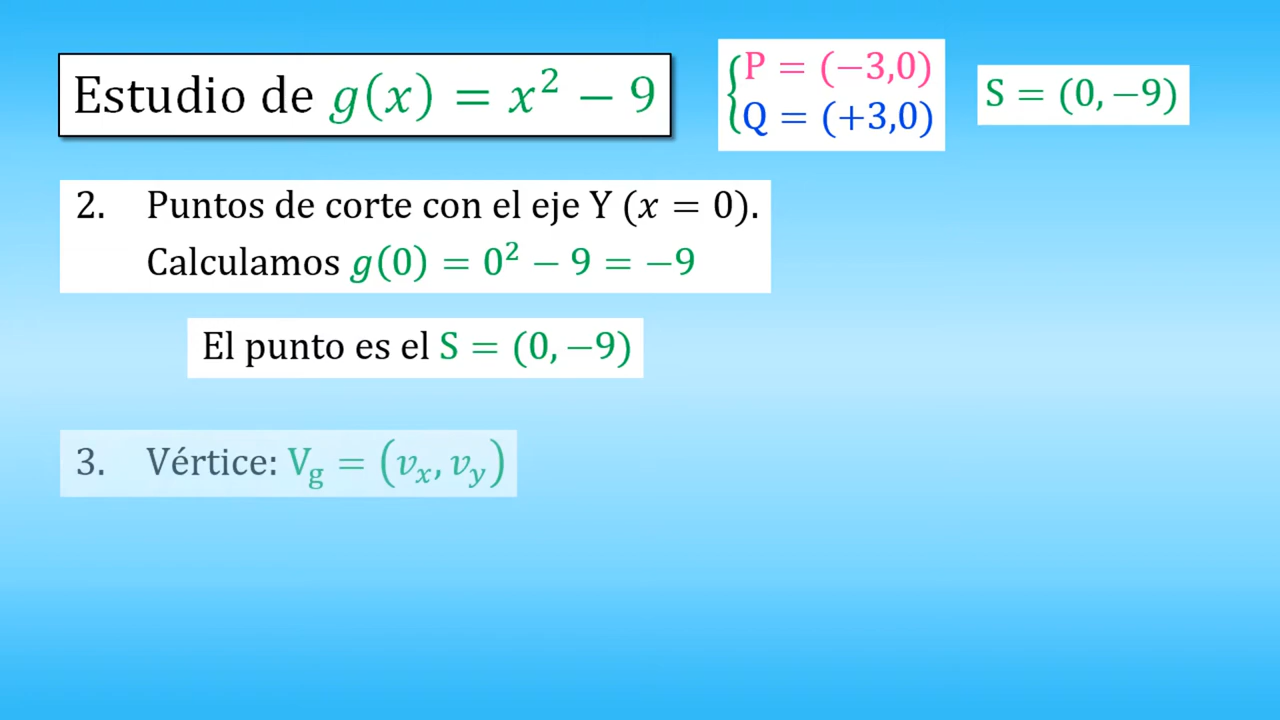 Estudio de g(x) = x² − 9
P = (−3,0)
Q = (+3,0)
S = (0, −9)
2. Puntos de corte con el eje Y (x = 0).
Calculamos g(0) = 0² − 9 = −9
El punto es el S = (0, −9)
3. Vértice: V_g = (v_x, v_y)